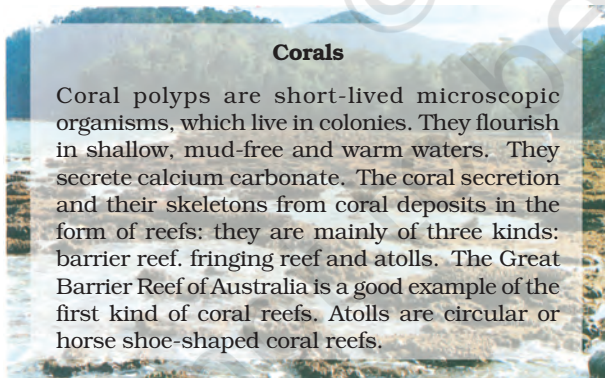 Corals
Coral polyps are short-lived microscopic
organisms, which live in colonies. They flourish
in shallow, mud-free and warm waters. They
secrete calcium carbonate. The coral secretion
and their skeletons from coral deposits in the
form of reefs: they are mainly of three kinds:
barrier reef. fringing reef and atolls. The Great
Barrier Reef of Australia is a good example of the
first kind of coral reefs. Atolls are circular or
horse shoe-shaped coral reefs.